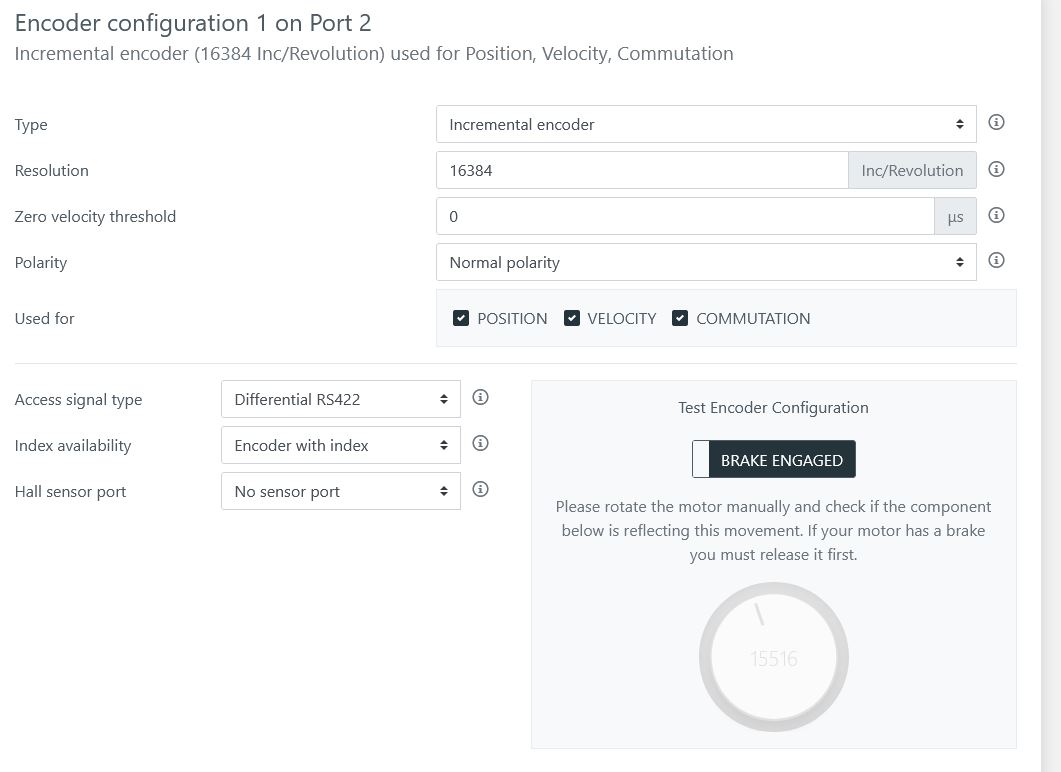 Encoder configuration 1 on Port 2
Incremental encoder (16384 Inc/Revolution) used for Position, Velocity, Commutation
Type
Incremental encoder
Resolution
16384
Inc/Revolution
Zero velocity threshold
0
µs
Polarity
Normal polarity
Used for
POSITION VELOCITY COMMUTATION
Access signal type
Differential RS422
Index availability
Encoder with index
Hall sensor port
No sensor port
Test Encoder Configuration
BRAKE ENGAGED
Please rotate the motor manually and check if the component
below is reflecting this movement. If your motor has a brake
you must release it first.
15516